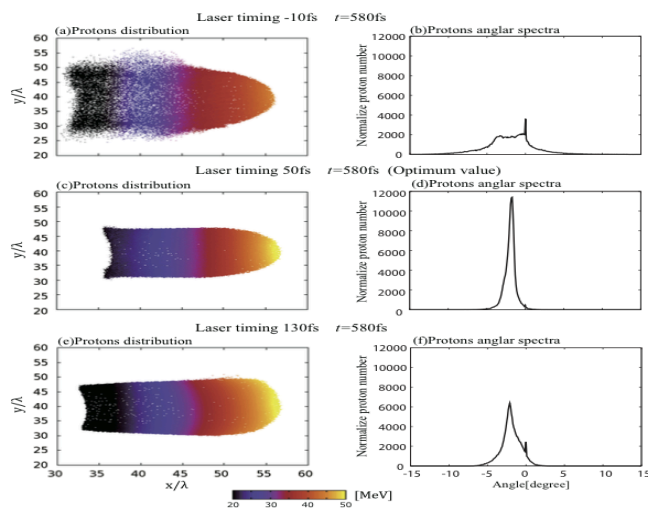 Laser timing -10fs t=580fs
(a)Protons distribution
(b)Protons anglar spectra
60
55
50
45
40
35
30
25
20
y/λ
12000
10000
8000
6000
4000
2000
0
Normalize proton number
Laser timing 50fs t=580fs (Optimum value)
(c)Protons distribution
(d)Protons anglar spectra
60
55
50
45
40
35
30
25
20
y/λ
12000
10000
8000
6000
4000
2000
0
Normalize proton number
Laser timing 130fs t=580fs
(e)Protons distribution
(f)Protons anglar spectra
60
55
50
45
40
35
30
25
20
y/λ
30 35 40 45 50 55 60
x/λ
12000
10000
8000
6000
4000
2000
0
Normalize proton number
-15 -10 -5 0 5 10 15
Angle[degree]
[MeV]
20 30 40 50